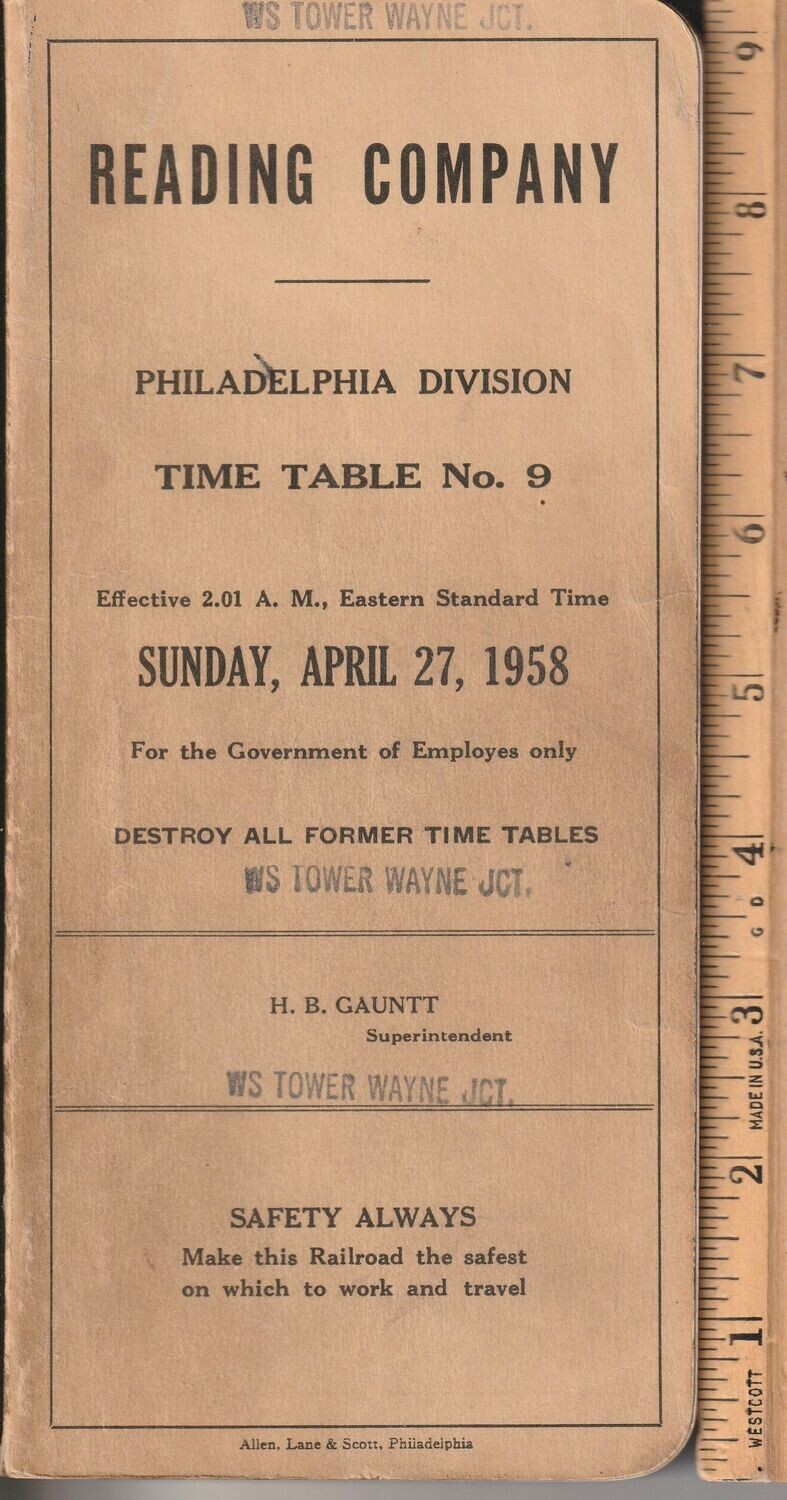 WS TOWER WAYNE JCT.
READING COMPANY
PHILADELPHIA DIVISION
TIME TABLE No. 9
Effective 2.01 A. M., Eastern Standard Time
SUNDAY, APRIL 27, 1958
For the Government of Employes only
DESTROY ALL FORMER TIME TABLES
WS TOWER WAYNE JCT.
H. B. GAUNTT
Superintendent
WS TOWER WAYNE JCT.
SAFETY ALWAYS
Make this Railroad the safest
on which to work and travel
Allen, Lane & Scott, Philadelphia
WESTCOTT
1
2
MADE IN U.S.A.
3
G D
4
5
6
7
8
9